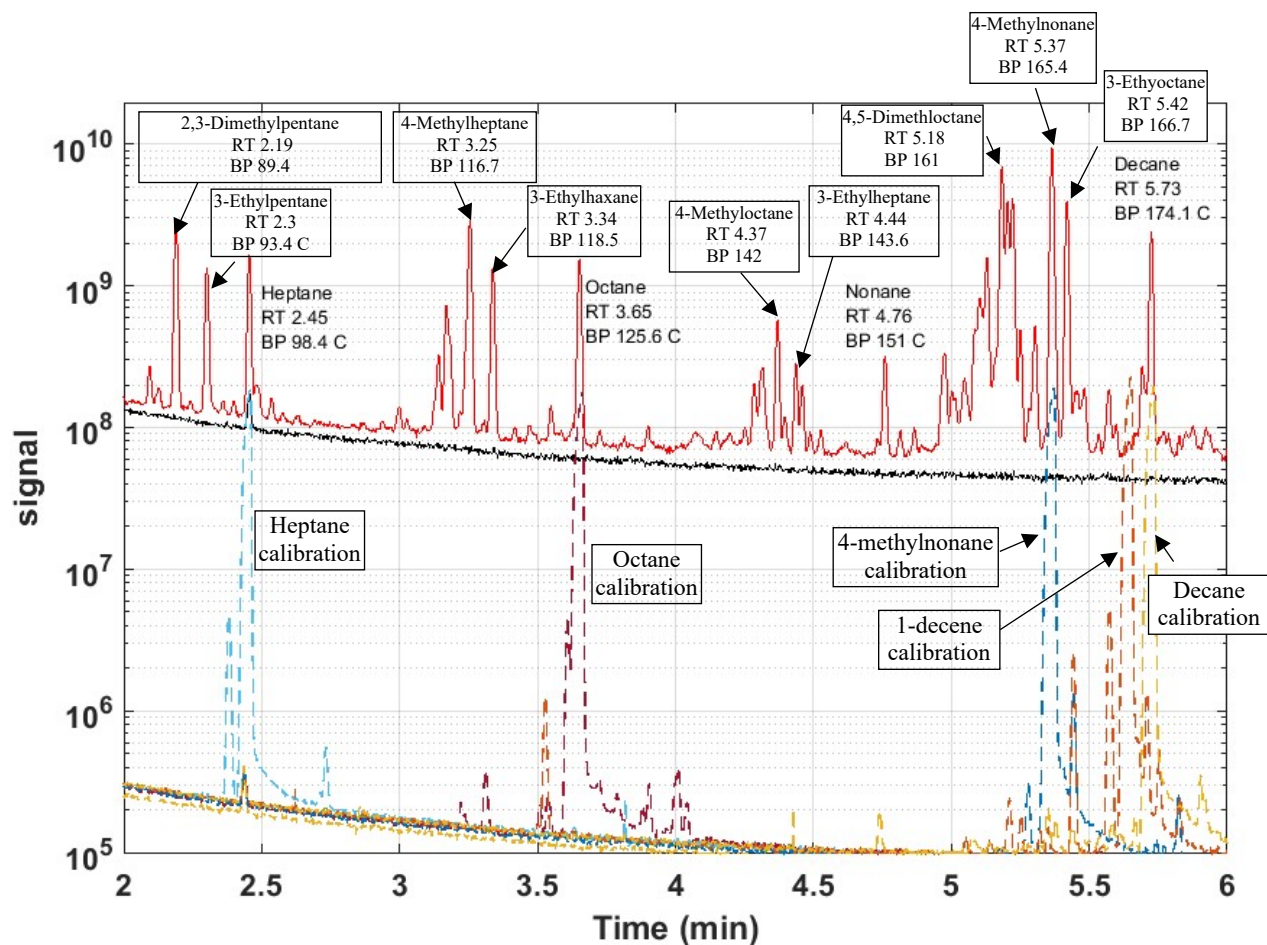 4-Methylnonane
RT 5.37
BP 165.4
3-Ethyoctane
RT 5.42
BP 166.7
2,3-Dimethylpentane
RT 2.19
BP 89.4
4-Methylheptane
RT 3.25
BP 116.7
4,5-Dimethloctane
RT 5.18
BP 161
3-Ethylpentane
RT 2.3
BP 93.4 C
3-Ethylhaxane
RT 3.34
BP 118.5
4-Methyloctane
RT 4.37
BP 142
3-Ethylheptane
RT 4.44
BP 143.6
Decane
RT 5.73
BP 174.1 C
Heptane
RT 2.45
BP 98.4 C
Octane
RT 3.65
BP 125.6 C
Nonane
RT 4.76
BP 151 C
Heptane
calibration
Octane
calibration
4-methylnonane
calibration
1-decene
calibration
Decane
calibration
signal
10^10
10^9
10^8
10^7
10^6
10^5
2
2.5
3
3.5
4
4.5
5
5.5
6
Time (min)